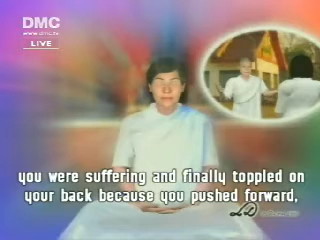 DMC
www.dmc.tv
LIVE
you were suffering and finally toppled on
your back because you pushed forward,